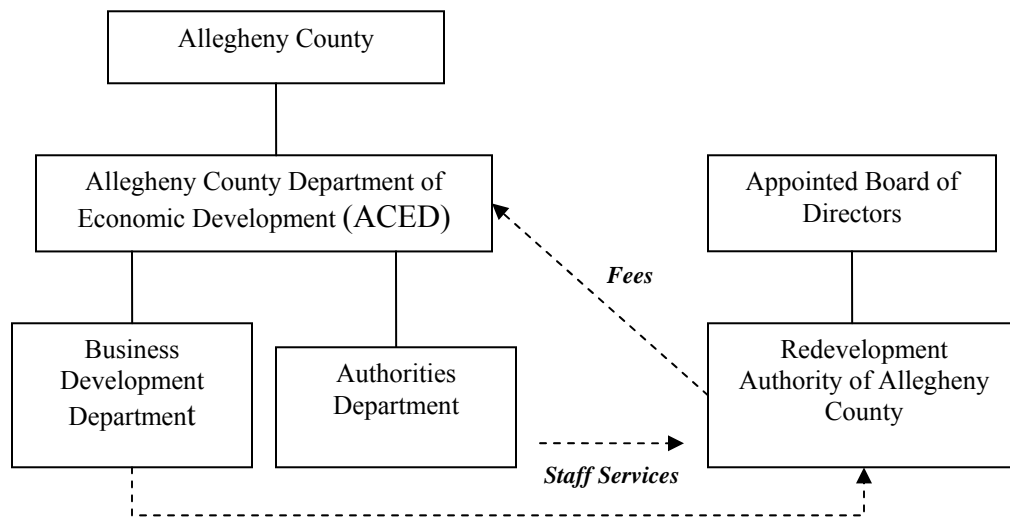 Allegheny County
Allegheny County Department of
Economic Development (ACED)
Appointed Board of
Directors
Fees
Business
Development
Department
Authorities
Department
Redevelopment
Authority of Allegheny
County
Staff Services